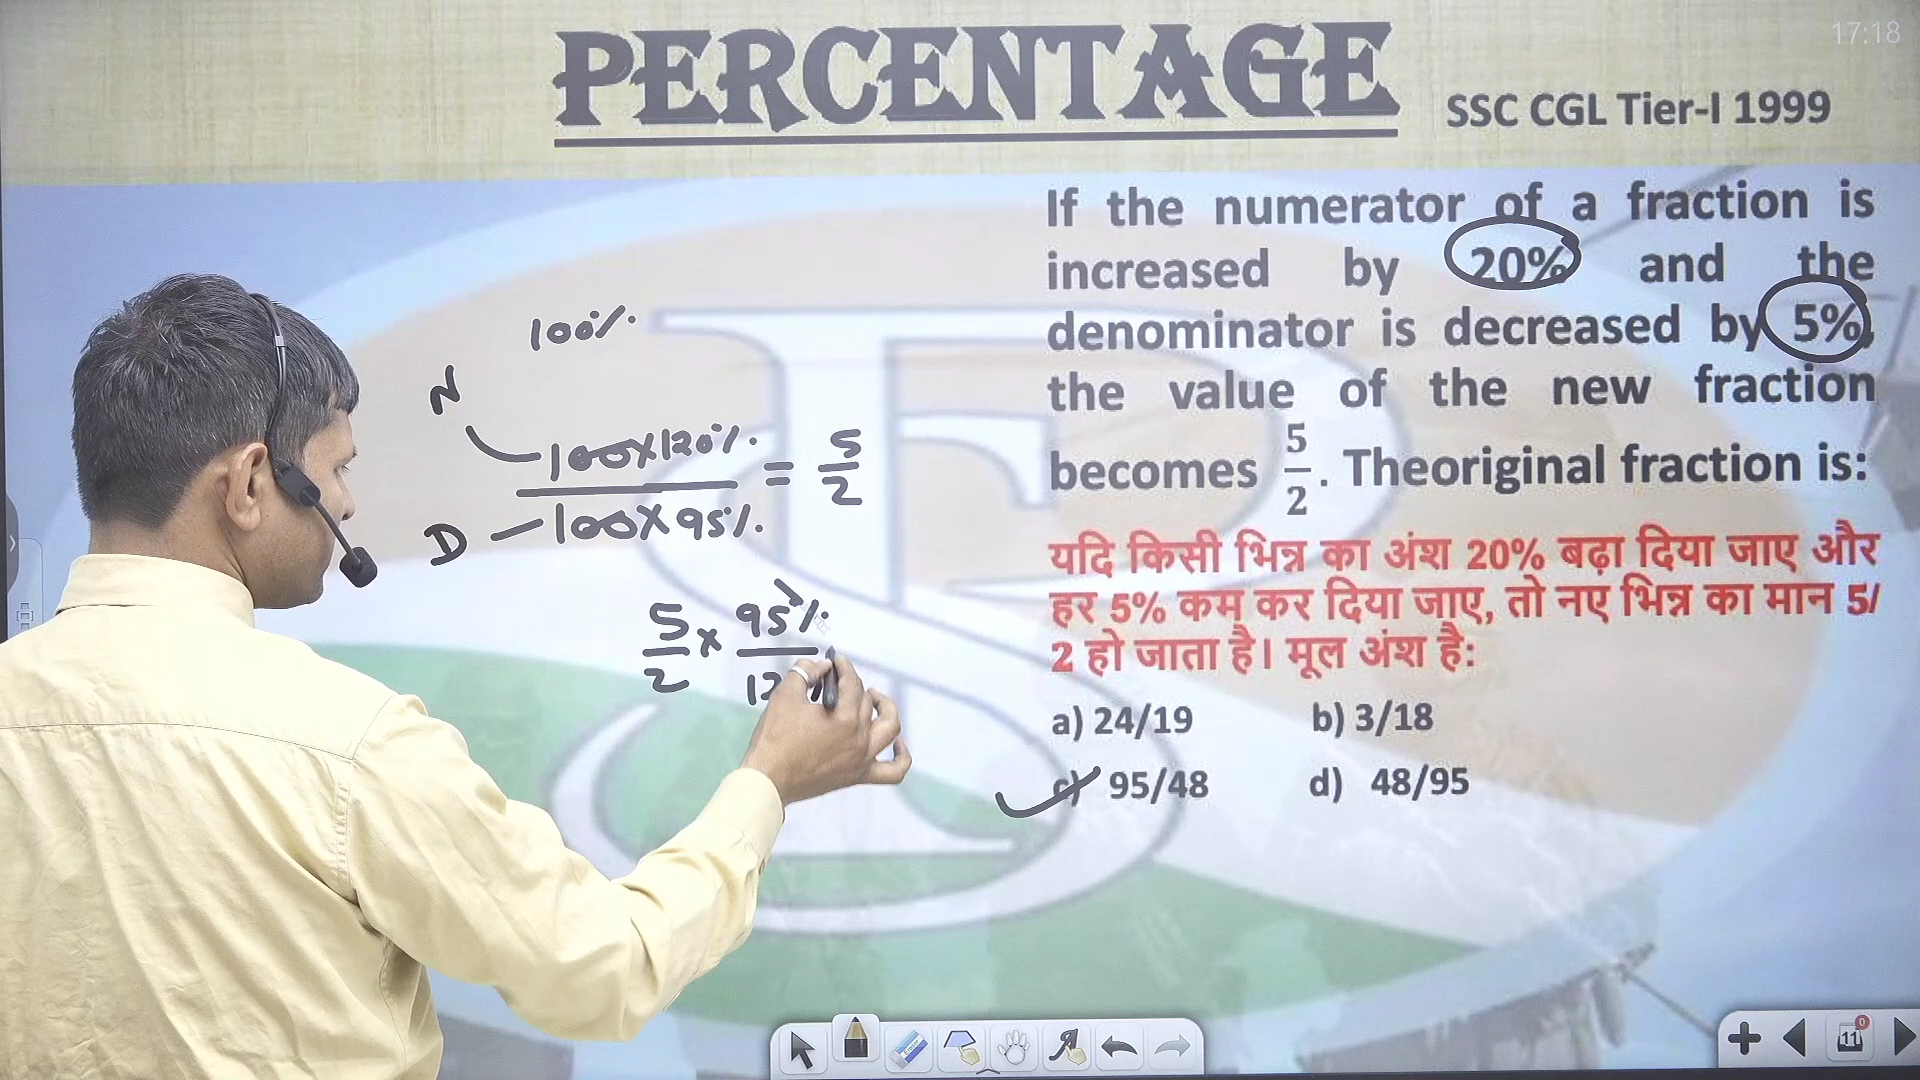 17:18
PERCENTAGE
SSC CGL Tier-I 1999
If the numerator of a fraction is
increased by 20% and the
denominator is decreased by 5%,
the value of the new fraction
becomes 5/2. Theoriginal fraction is:
यदि किसी भिन्न का अंश 20% बढ़ा दिया जाए और
हर 5% कम कर दिया जाए, तो नए भिन्न का मान 5/
2 हो जाता है। मूल अंश है:
a) 24/19 b) 3/18
c) 95/48 d) 48/95
100%
N
100×120% = 5/2
D 100×95%
5/2 × 95%
Eraser
11
0